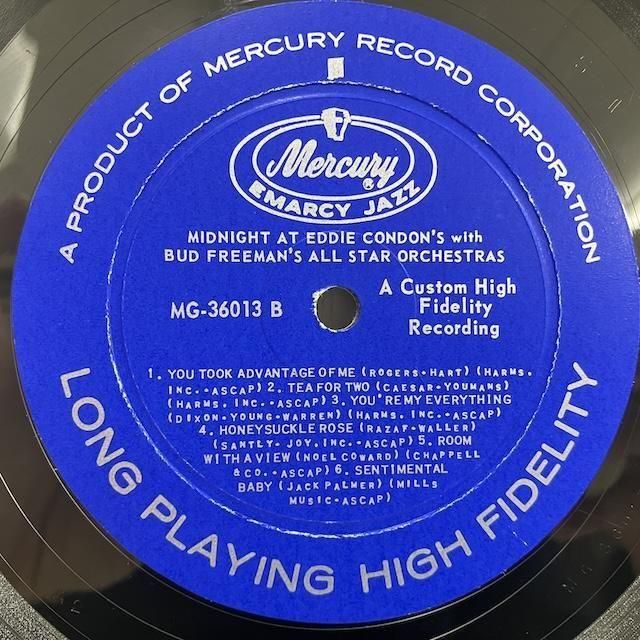 A PRODUCT OF MERCURY RECORD CORPORATION
Mercury
®
EMARCY JAZZ
MIDNIGHT AT EDDIE CONDON'S with
BUD FREEMAN'S ALL STAR ORCHESTRAS
MG-36013 B
A Custom High
Fidelity
Recording
1. YOU TOOK ADVANTAGE OF ME (ROGERS-HART) (HARMS,
INC.-ASCAP) 2. TEA FOR TWO (CAESAR-YOUMANS)
(HARMS, INC.-ASCAP) 3. YOU'RE MY EVERYTHING
(DIXON-YOUNG-WARREN) (HARMS, INC.-ASCAP)
4. HONEYSUCKLE ROSE (RAZAF-WALLER)
(SANTLY-JOY, INC.-ASCAP) 5. ROOM
WITH A VIEW (NOEL COWARD) (CHAPPELL
& CO.-ASCAP) 6. SENTIMENTAL
BABY (JACK PALMER) (MILLS
MUSIC-ASCAP)
LONG PLAYING HIGH FIDELITY